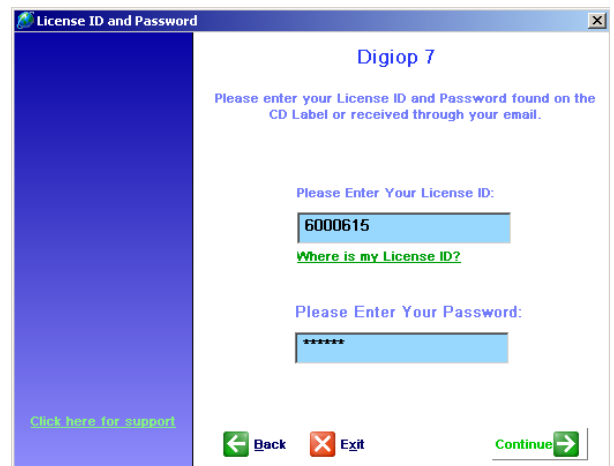 License ID and Password
Digiop 7
Please enter your License ID and Password found on the
CD Label or received through your email.
Please Enter Your License ID:
6000615
Where is my License ID?
Please Enter Your Password:
******
Click here for support
Back
Exit
Continue